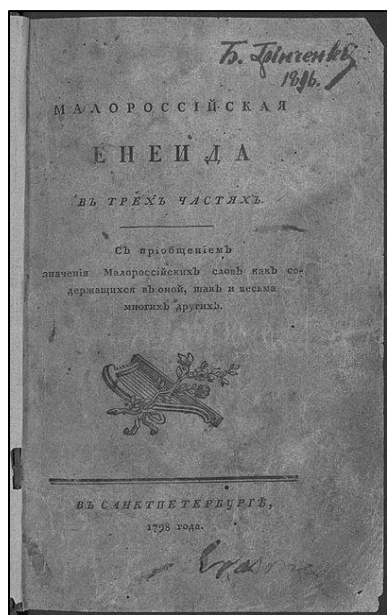 Б. Грінченко
1896.
МАЛОРОССІЙСКАЯ
ЕНЕИДА
ВЪ ТРЕХЪ ЧАСТЯХЪ.
Съ пріобщеніемъ
значенія Малороссійскихъ словъ какъ со-
держащихся въ оной, такъ и весьма
многихъ другихъ.
ВЪ САНКТПЕТЕРБУРГѢ,
1798 года.